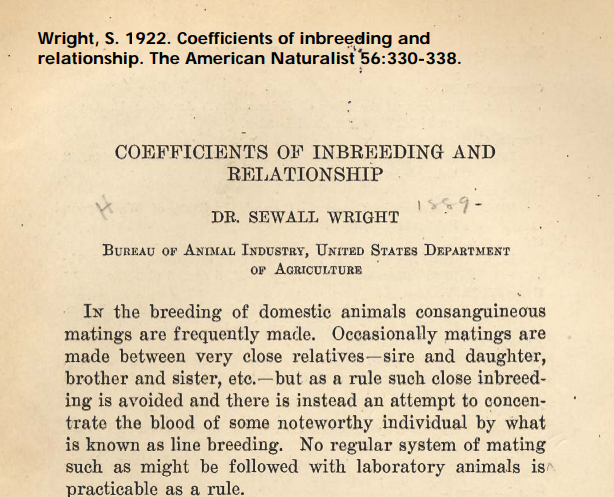 Wright, S. 1922. Coefficients of inbreeding and
relationship. The American Naturalist 56:330-338.
COEFFICIENTS OF INBREEDING AND
RELATIONSHIP
H
1889-
DR. SEWALL WRIGHT
Bureau of Animal Industry, United States Department
of Agriculture
In the breeding of domestic animals consanguineous
matings are frequently made. Occasionally matings are
made between very close relatives—sire and daughter,
brother and sister, etc.—but as a rule such close inbreed-
ing is avoided and there is instead an attempt to concen-
trate the blood of some noteworthy individual by what
is known as line breeding. No regular system of mating
such as might be followed with laboratory animals is
practicable as a rule.